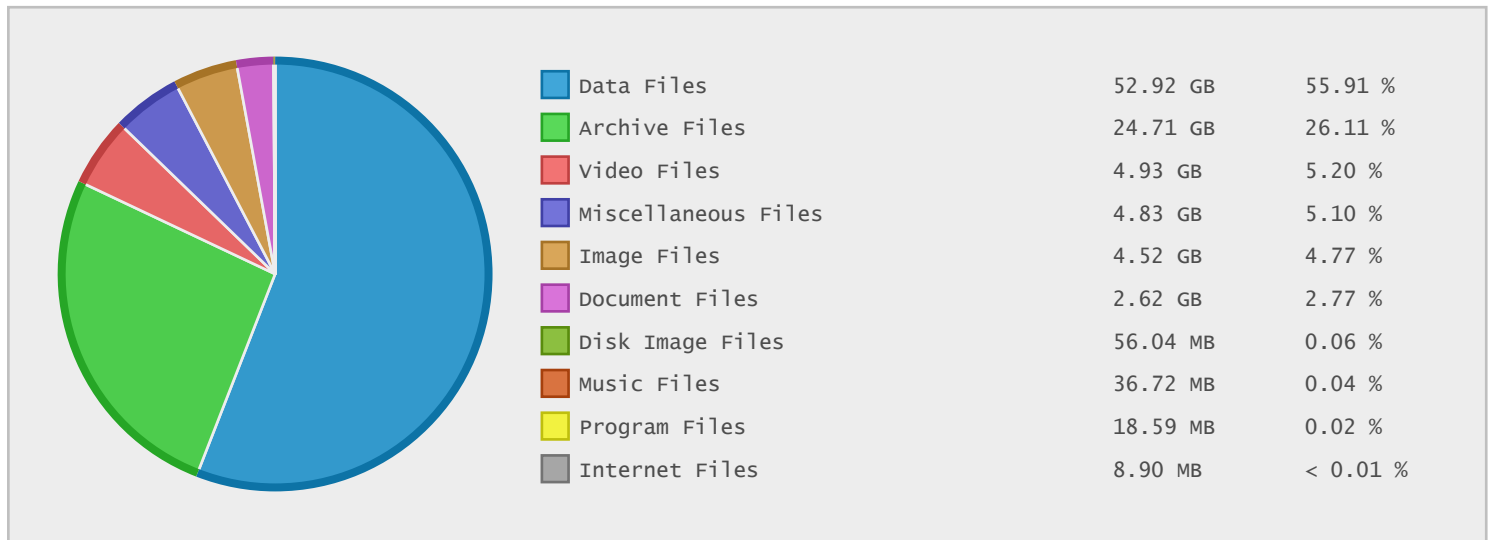 Data Files 52.92 GB 55.91 %
Archive Files 24.71 GB 26.11 %
Video Files 4.93 GB 5.20 %
Miscellaneous Files 4.83 GB 5.10 %
Image Files 4.52 GB 4.77 %
Document Files 2.62 GB 2.77 %
Disk Image Files 56.04 MB 0.06 %
Music Files 36.72 MB 0.04 %
Program Files 18.59 MB 0.02 %
Internet Files 8.90 MB < 0.01 %